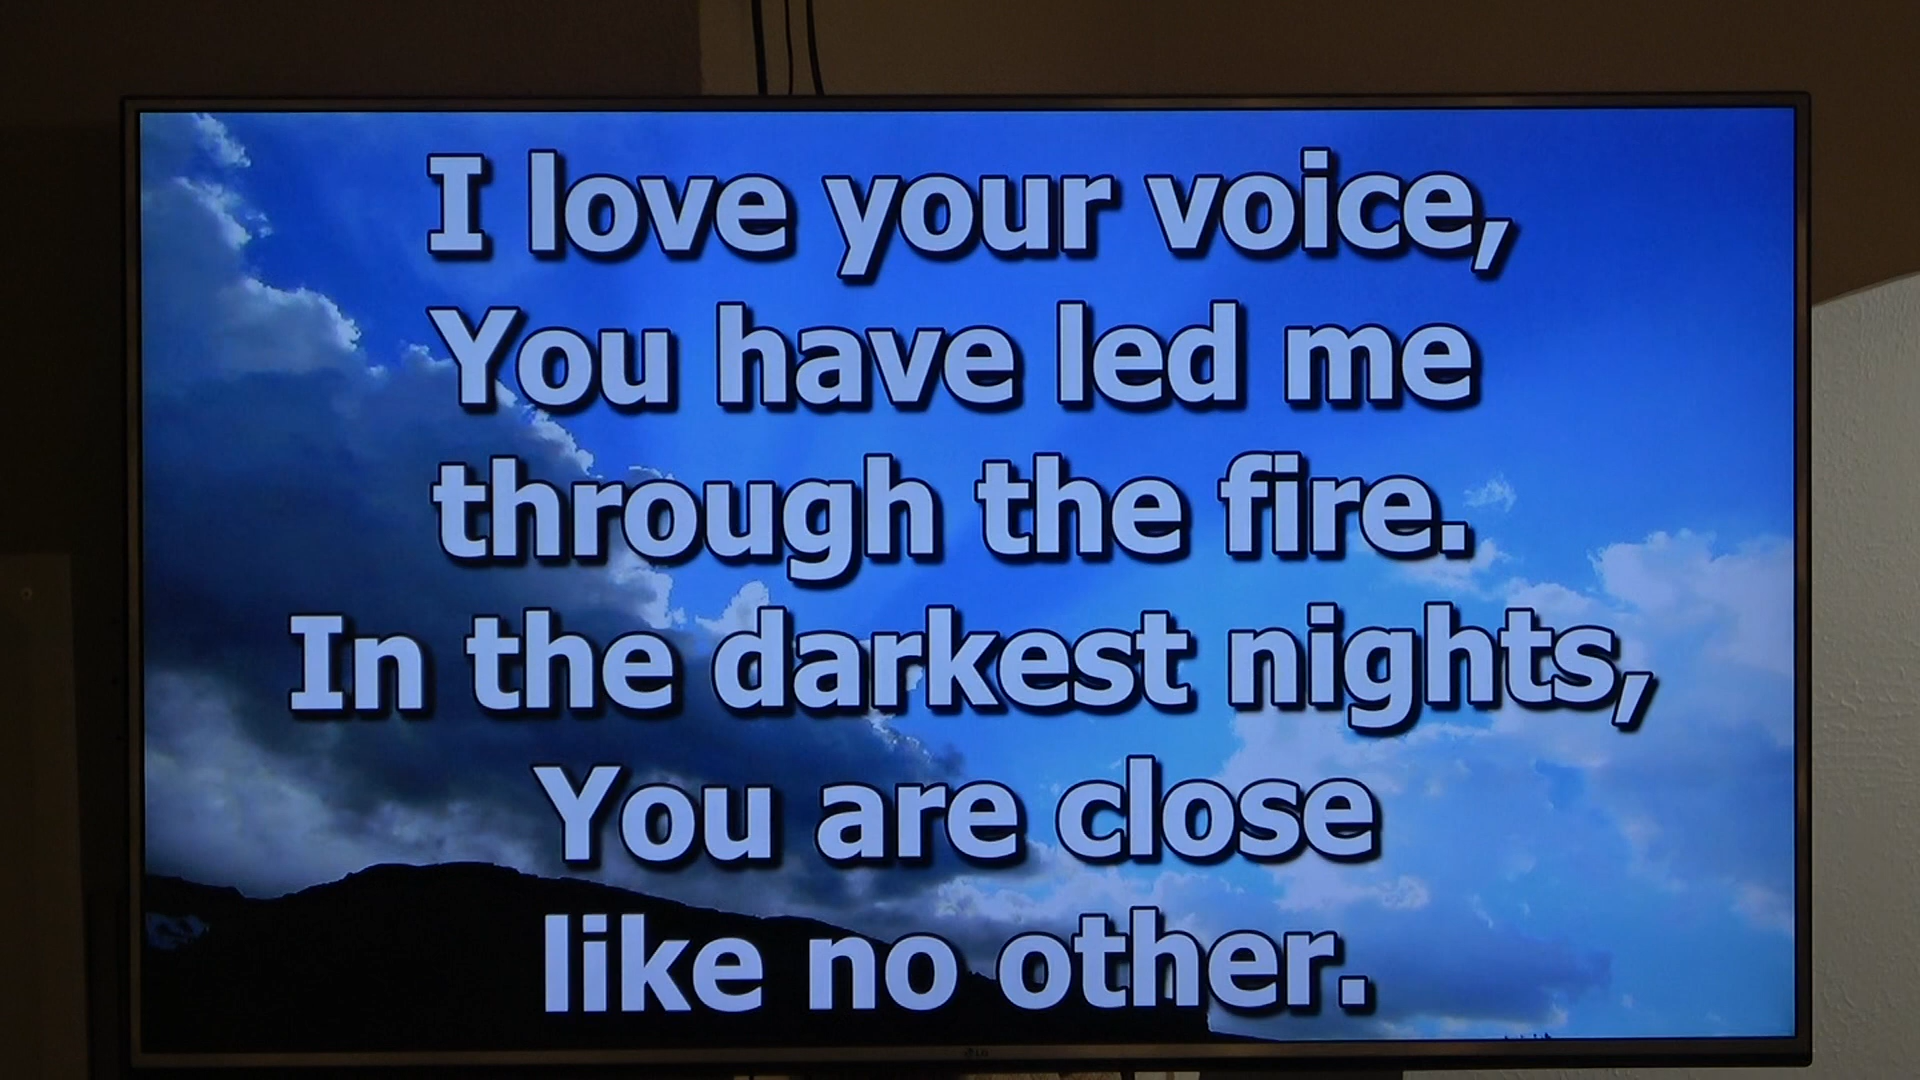 I love your voice,
You have led me
through the fire.
In the darkest nights,
You are close
like no other.
LG